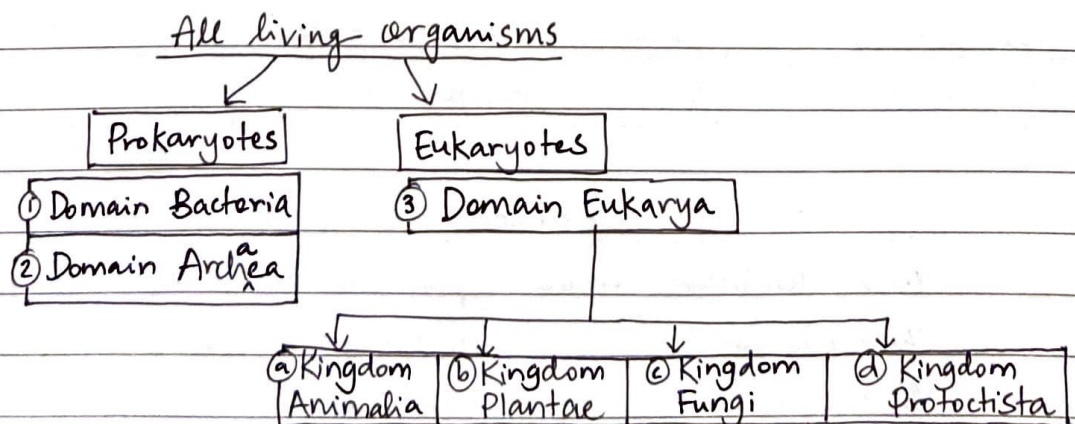 All living organisms
Prokaryotes
Eukaryotes
① Domain Bacteria
③ Domain Eukarya
② Domain Archaea
ⓐ Kingdom Animalia
ⓑ Kingdom Plantae
ⓒ Kingdom Fungi
ⓓ Kingdom Protoctista